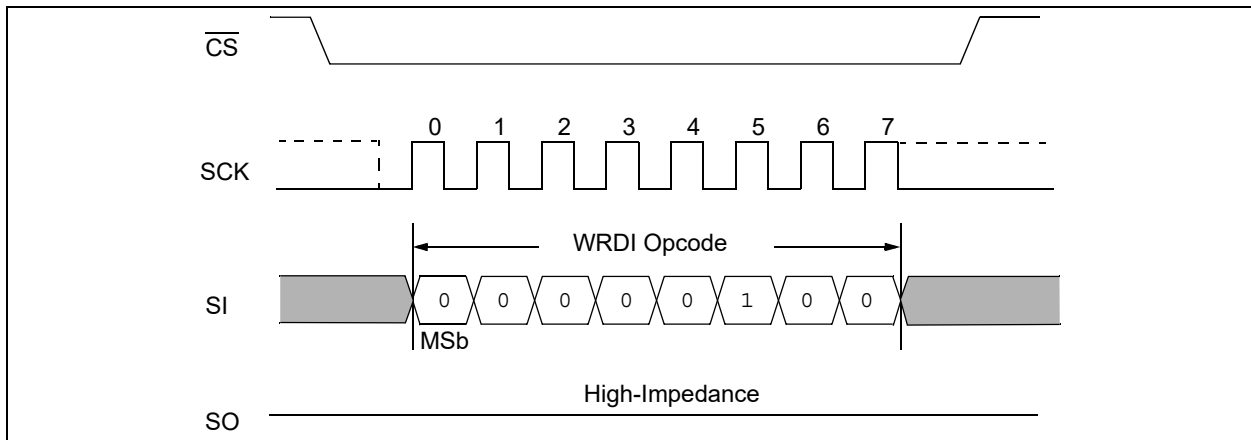 C̅S̅
0 1 2 3 4 5 6 7
SCK
WRDI Opcode
SI
0 0 0 0 0 1 0 0
MSb
High-Impedance
SO